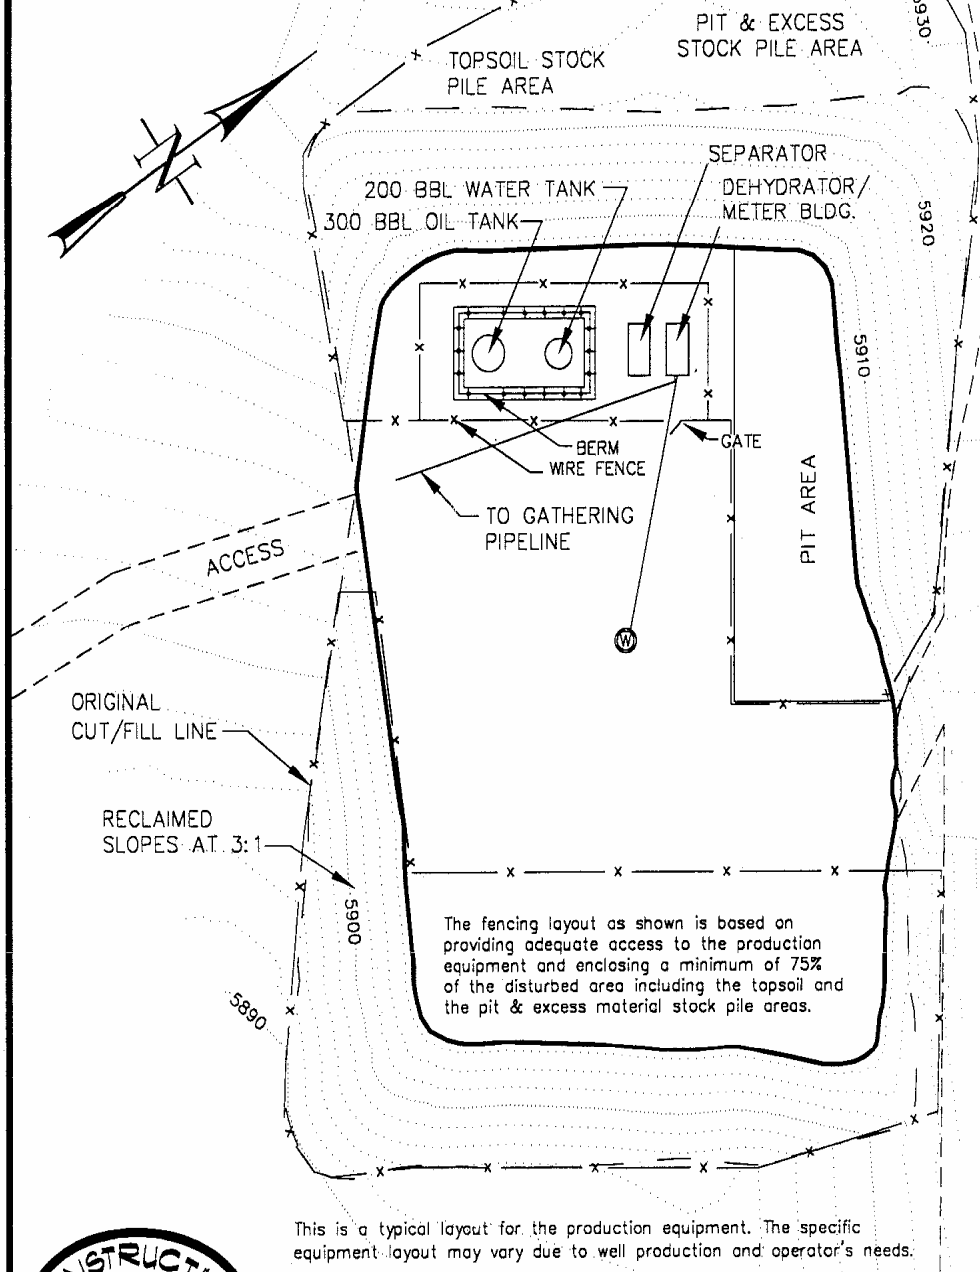 PIT & EXCESS
STOCK PILE AREA
5930
TOPSOIL STOCK
PILE AREA
N
SEPARATOR
200 BBL WATER TANK
DEHYDRATOR/
METER BLDG.
300 BBL OIL TANK
5920
5910
BERM
GATE
WIRE FENCE
TO GATHERING
PIPELINE
PIT AREA
ACCESS
W
ORIGINAL
CUT/FILL LINE
RECLAIMED
SLOPES AT 3:1
5900
5890
The fencing layout as shown is based on
providing adequate access to the production
equipment and enclosing a minimum of 75%
of the disturbed area including the topsoil and
the pit & excess material stock pile areas.
This is a typical layout for the production equipment. The specific
equipment layout may vary due to well production and operator's needs.